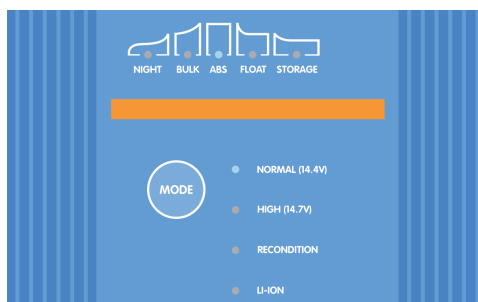 NIGHT BULK ABS FLOAT STORAGE
MODE
NORMAL (14.4V)
HIGH (14.7V)
RECONDITION
LI-ION